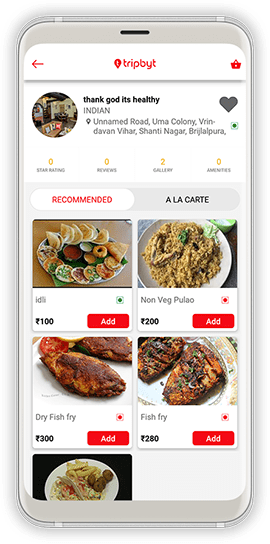 tripbyt
thank god its healthy
INDIAN
Unnamed Road, Uma Colony, Vrin-
davan Vihar, Shanti Nagar, Brijlalpura,
0 0 2 0
STAR RATING REVIEWS GALLERY AMENITIES
RECOMMENDED A LA CARTE
idli Non Veg Pulao
₹100 Add ₹200 Add
Dry Fish fry Fish fry
₹300 Add ₹280 Add